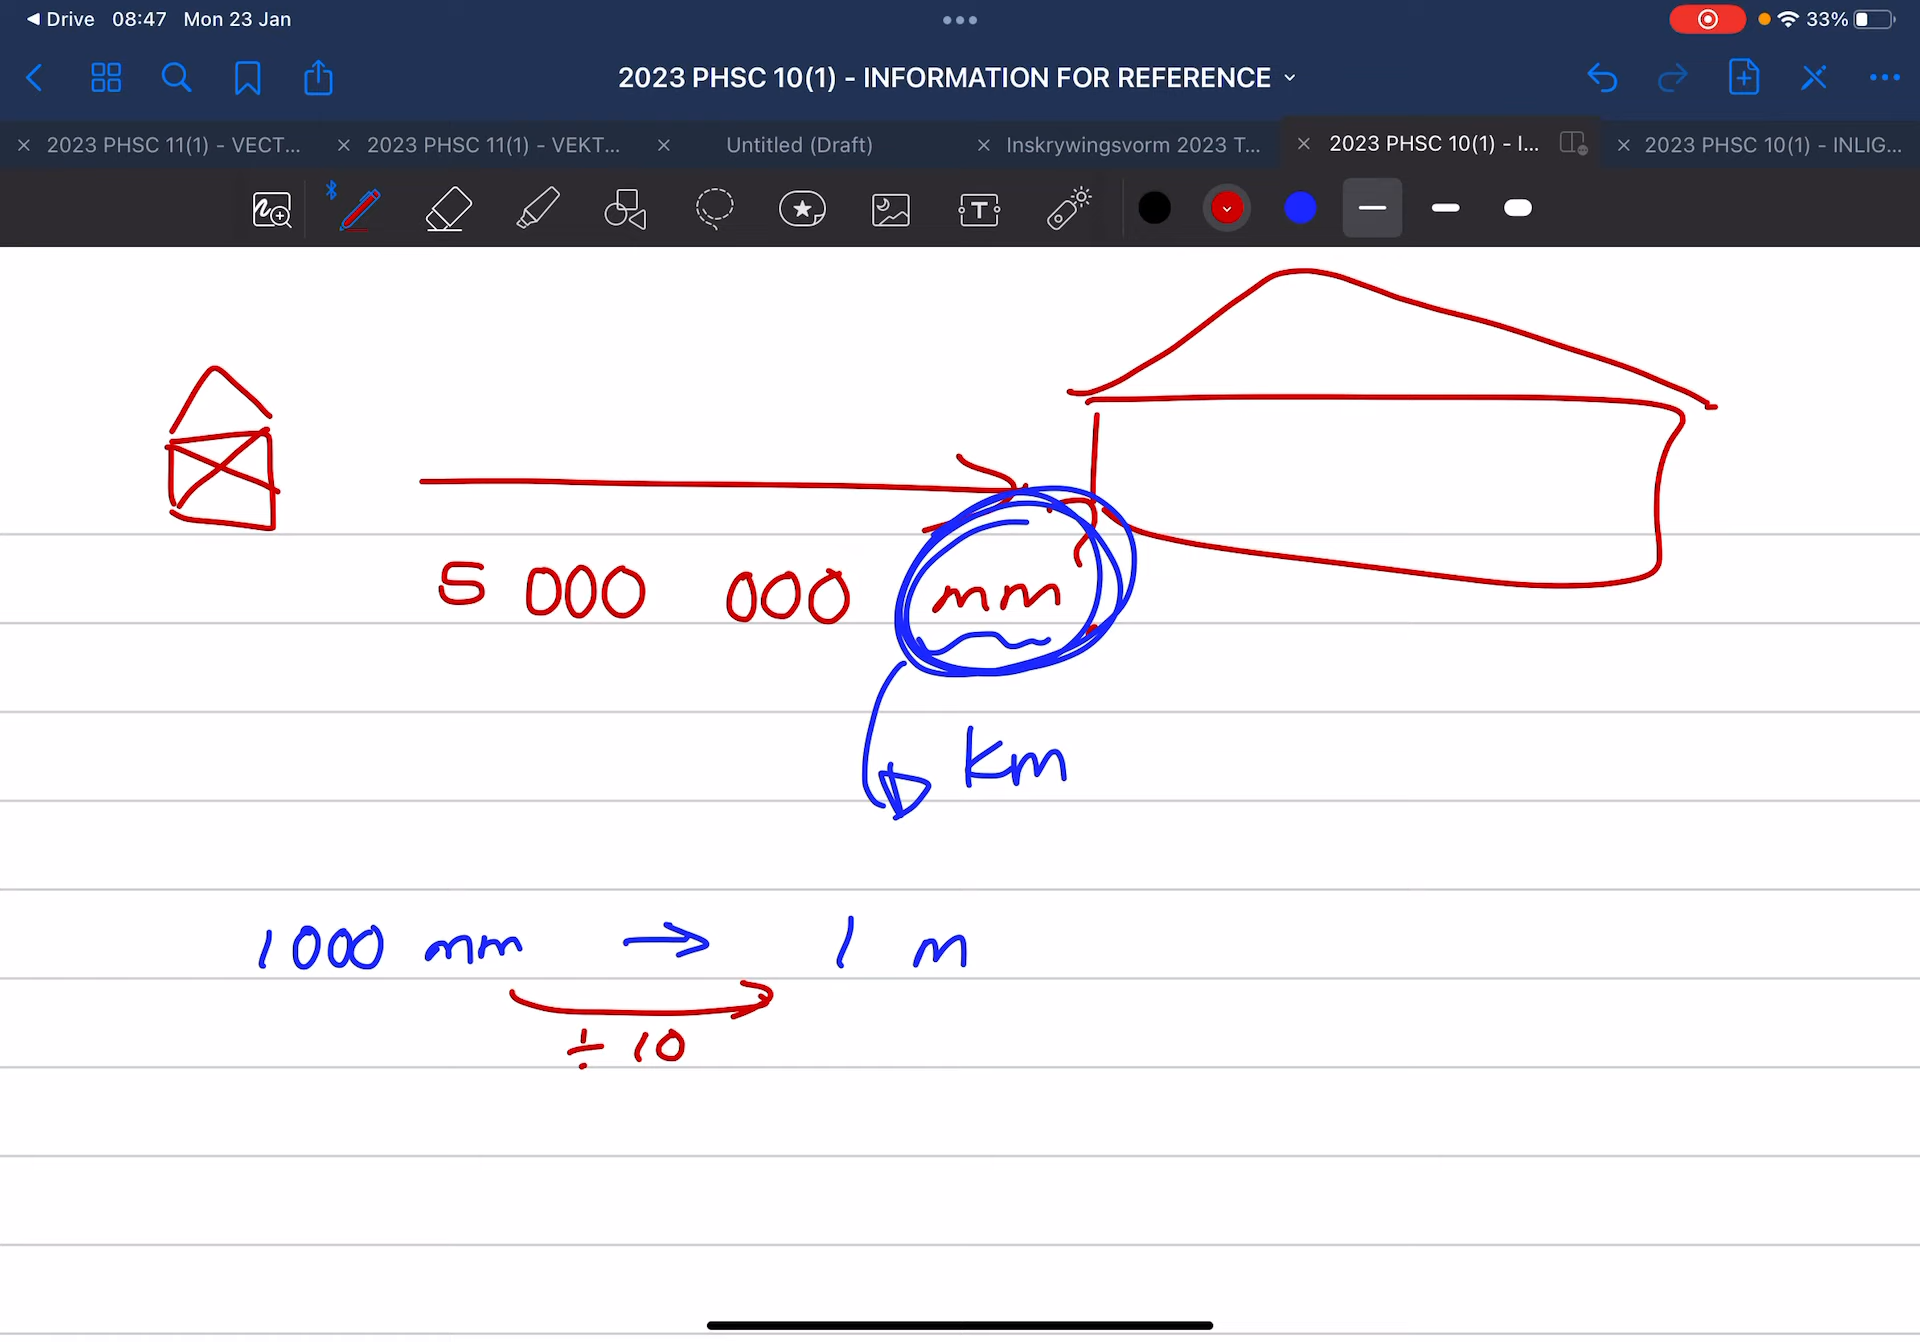 Drive 08:47 Mon 23 Jan 33%
2023 PHSC 10(1) - INFORMATION FOR REFERENCE
2023 PHSC 11(1) - VECT... 2023 PHSC 11(1) - VEKT... Untitled (Draft) Inskrywingsvorm 2023 T... 2023 PHSC 10(1) - I... 2023 PHSC 10(1) - INLIG...
T
5 000 000 mm
km
1000 mm → 1 m
÷ 10